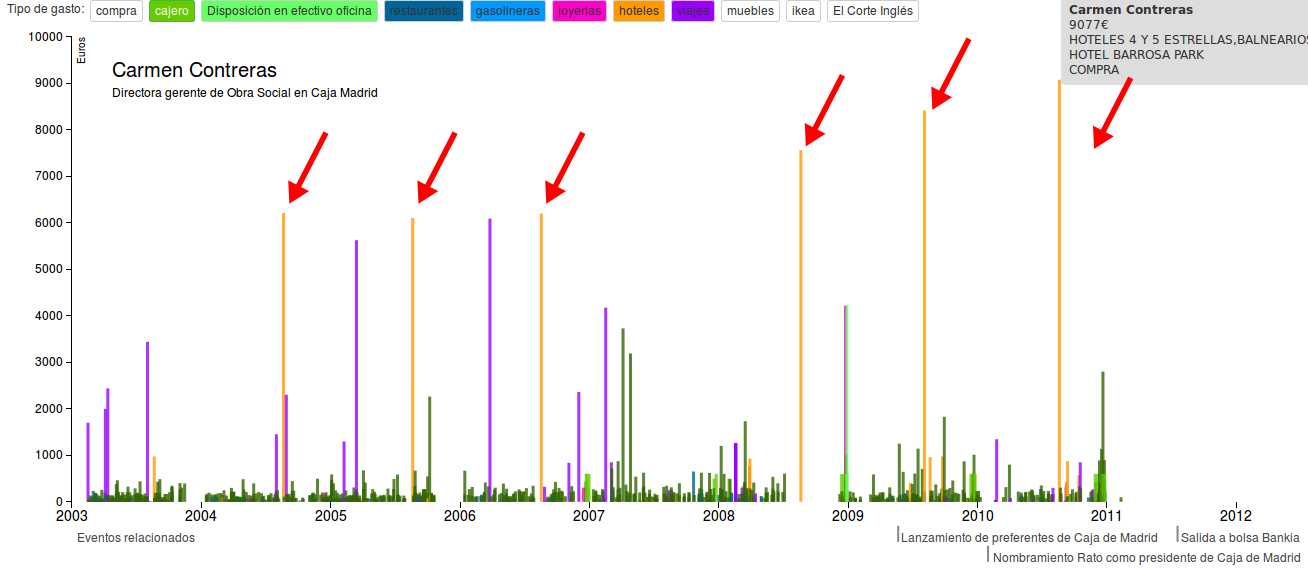 Tipo de gasto: compra cajero Disposición en efectivo oficina restaurantes gasolineras joyerías hoteles viajes muebles ikea El Corte Inglés
Carmen Contreras
9077€
HOTELES 4 Y 5 ESTRELLAS,BALNEARIOS
HOTEL BARROSA PARK
COMPRA
Euros
Carmen Contreras
Directora gerente de Obra Social en Caja Madrid
10000
9000
8000
7000
6000
5000
4000
3000
2000
1000
0
2003 2004 2005 2006 2007 2008 2009 2010 2011 2012
Eventos relacionados
Lanzamiento de preferentes de Caja de Madrid
Salida a bolsa Bankia
Nombramiento Rato como presidente de Caja de Madrid